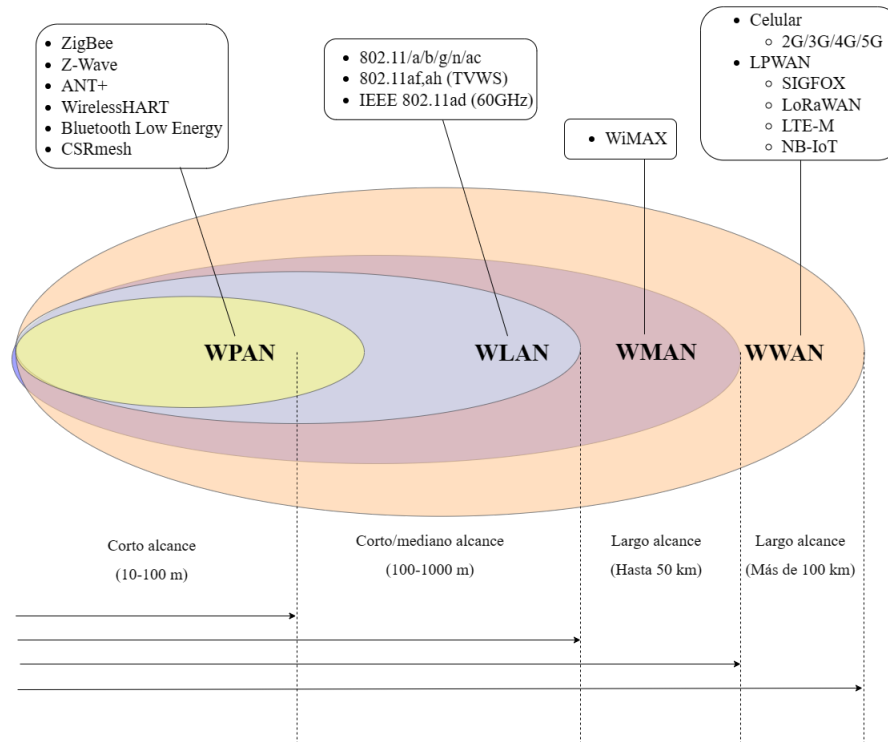 ZigBee
Z-Wave
ANT+
WirelessHART
Bluetooth Low Energy
CSRmesh
802.11/a/b/g/n/ac
802.11af,ah (TVWS)
IEEE 802.11ad (60GHz)
WiMAX
Celular
2G/3G/4G/5G
LPWAN
SIGFOX
LoRaWAN
LTE-M
NB-IoT
WPAN
WLAN
WMAN
WWAN
Corto alcance
(10-100 m)
Corto/mediano alcance
(100-1000 m)
Largo alcance
(Hasta 50 km)
Largo alcance
(Más de 100 km)